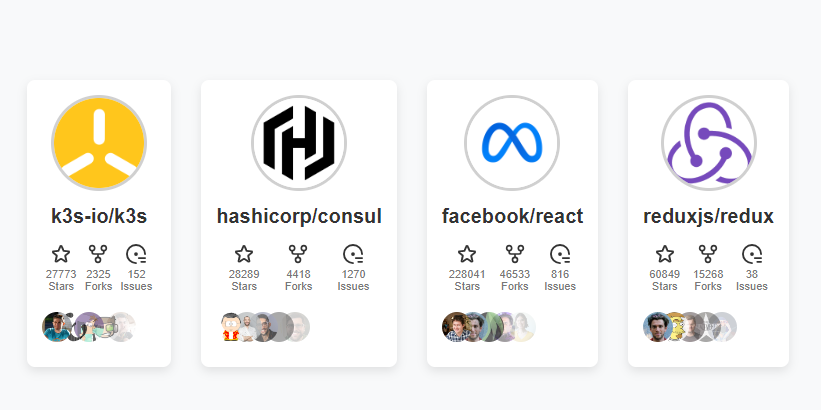 k3s-io/k3s
27773 2325 152
Stars Forks Issues
hashicorp/consul
28289 4418 1270
Stars Forks Issues
facebook/react
228041 46533 816
Stars Forks Issues
reduxjs/redux
60849 15268 38
Stars Forks Issues